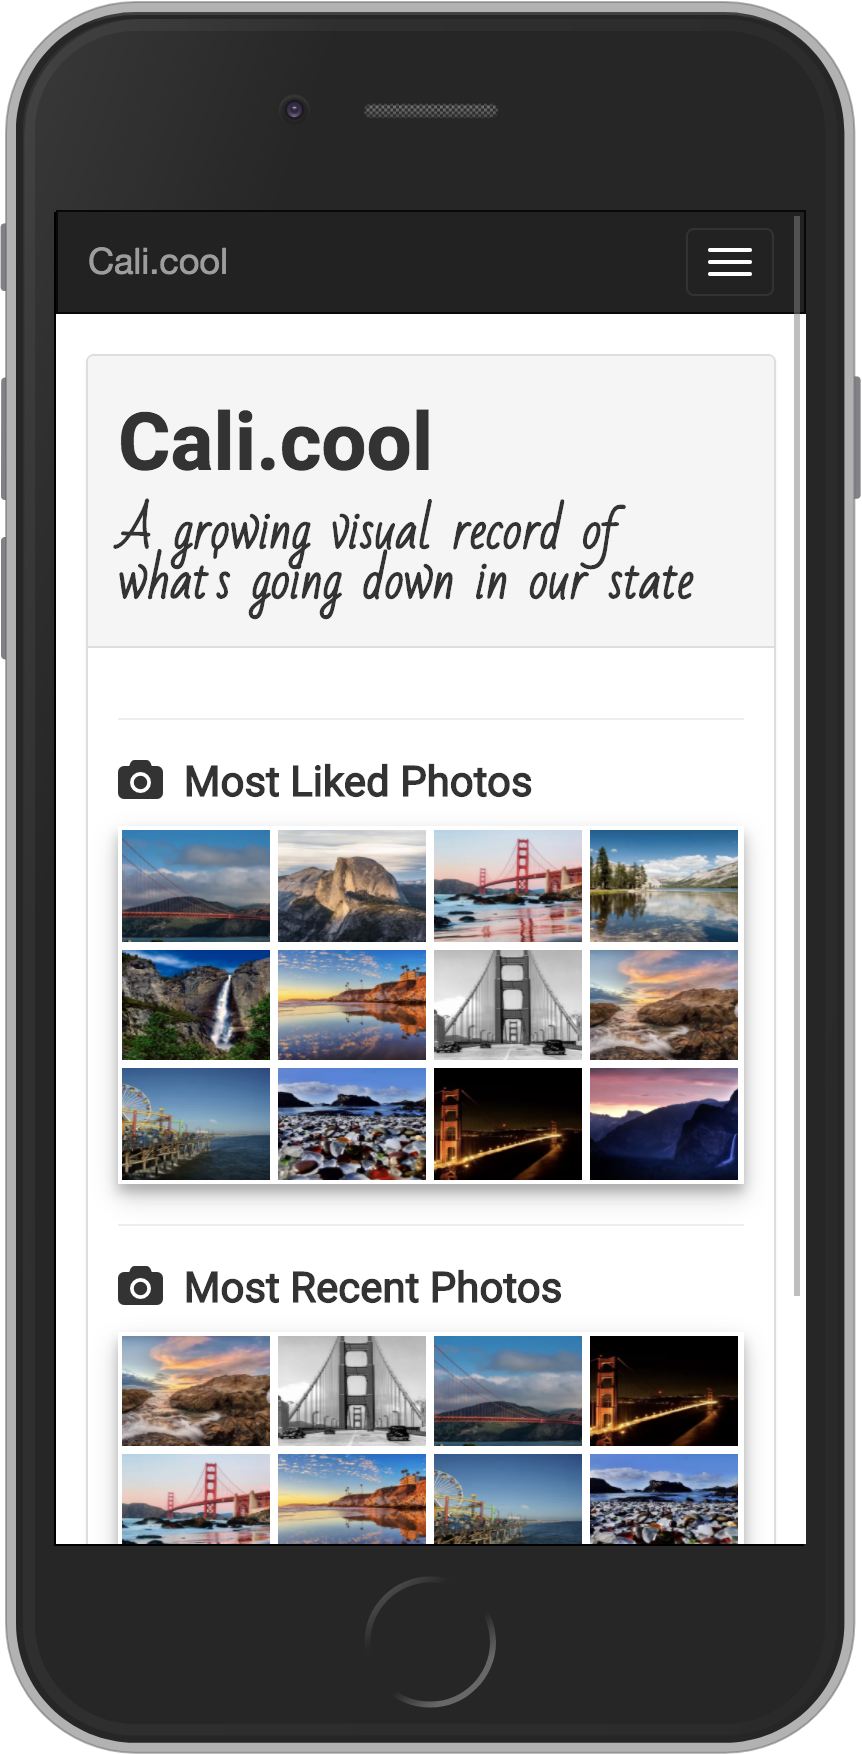 Cali.cool
Cali.cool
A growing visual record of
what s going down in our state
Most Liked Photos
Most Recent Photos